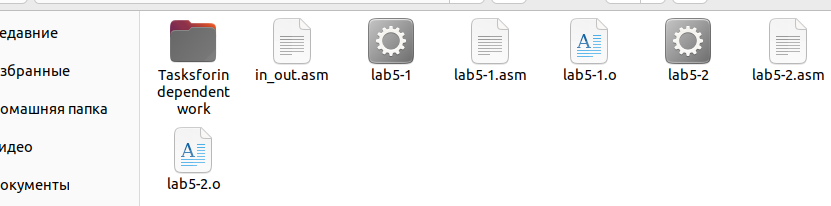 едавние
збранные
омашняя папка
идео
окументы
Tasksforin
dependent
work
in_out.asm
lab5-1
lab5-1.asm
lab5-1.o
lab5-2
lab5-2.asm
lab5-2.o